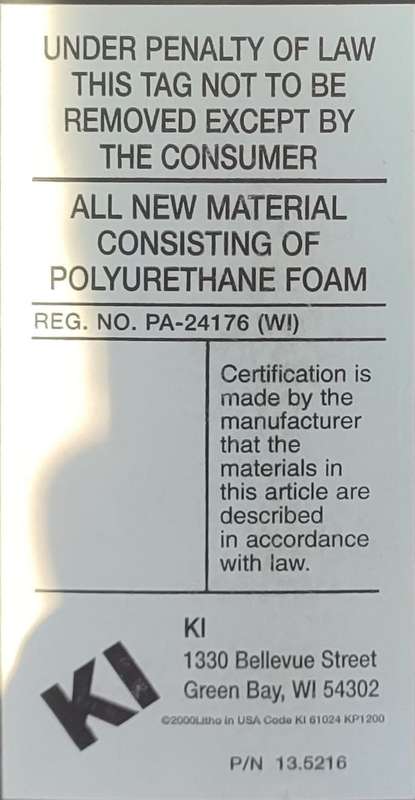 UNDER PENALTY OF LAW
THIS TAG NOT TO BE
REMOVED EXCEPT BY
THE CONSUMER
ALL NEW MATERIAL
CONSISTING OF
POLYURETHANE FOAM
REG. NO. PA-24176 (WI)
Certification is
made by the
manufacturer
that the
materials in
this article are
described
in accordance
with law.
KI
KI
1330 Bellevue Street
Green Bay, WI 54302
©2000Litho in USA Code KI 61024 KP1200
P/N 13.5216